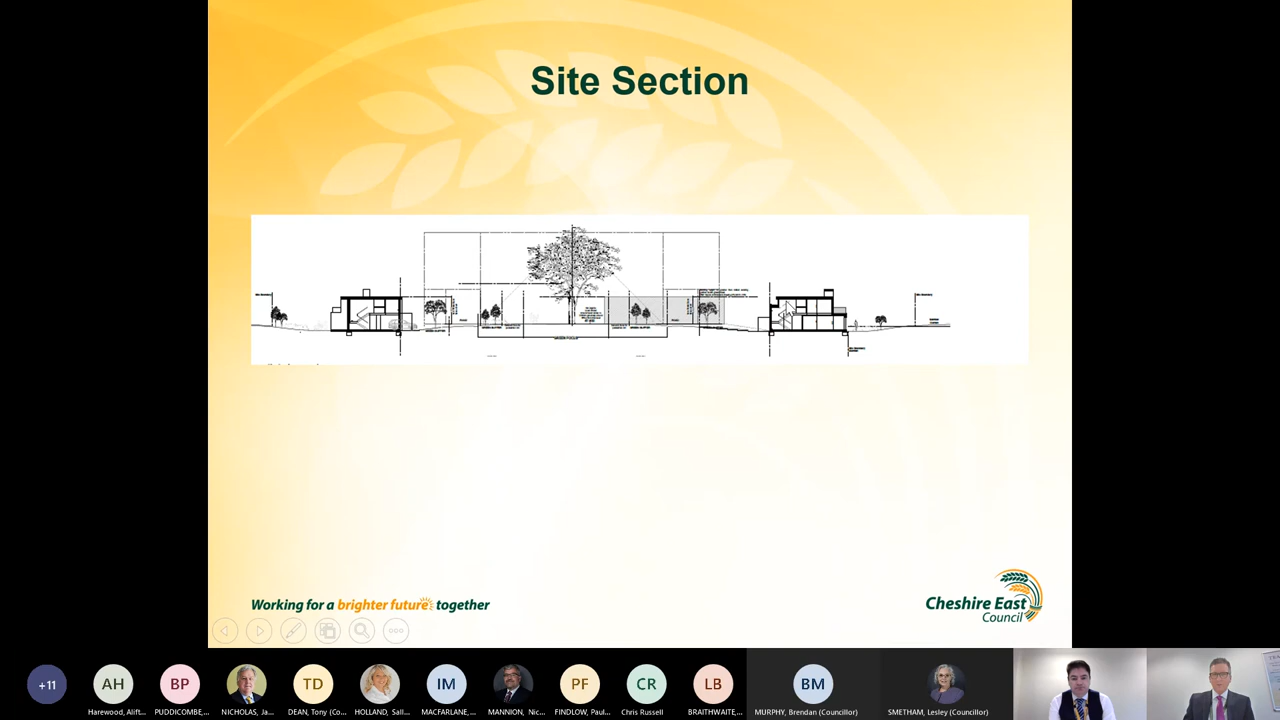 Site Section
Working for a brighter future together
Cheshire East
Council
+11
AH
BP
TD
IM
PF
CR
LB
BM
Harewood, Alift...
PUDDICOMBE,...
NICHOLAS, Ja...
DEAN, Tony (Co...
HOLLAND, Sall...
MACFARLANE,...
MANNION, Nic...
FINDLOW, Paul...
Chris Russell
BRAITHWAITE,...
MURPHY, Brendan (Councillor)
SMETHAM, Lesley (Councillor)